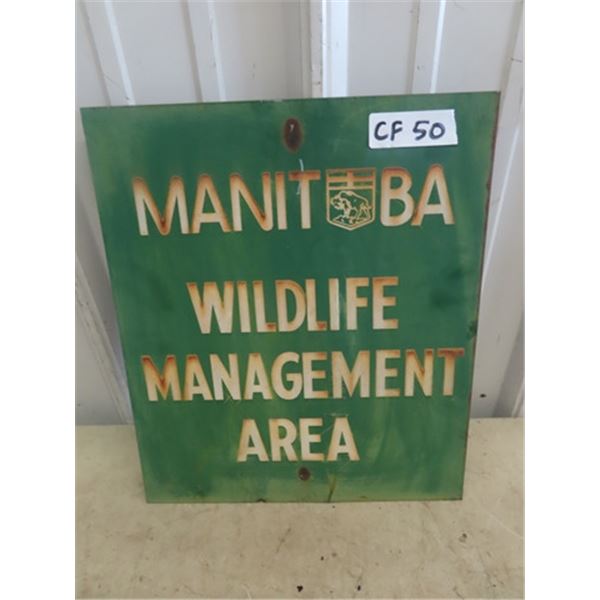 CF 50
MANITOBA
WILDLIFE
MANAGEMENT
AREA